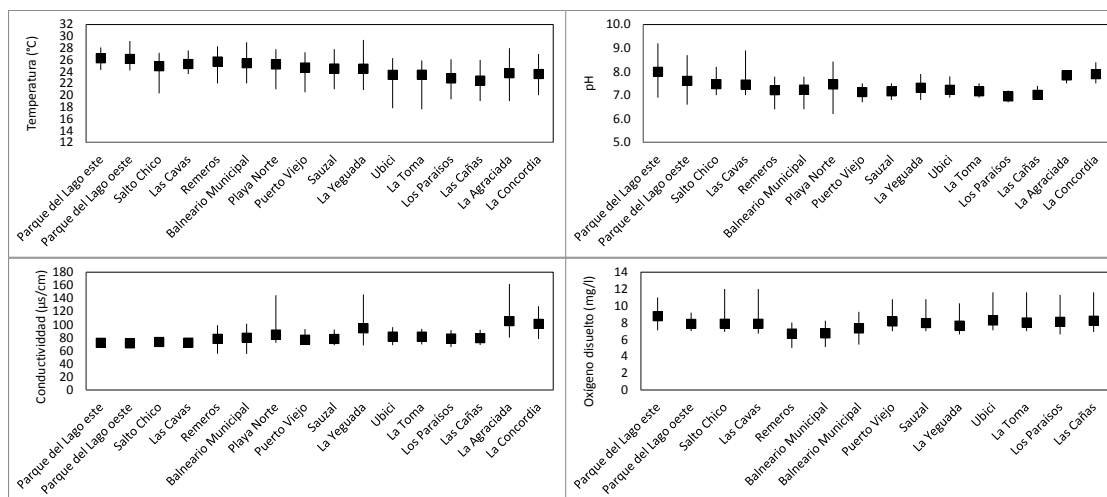 Temperatura (°C)
32
30
28
26
24
22
20
18
16
14
12
Parque del Lago este
Parque del Lago oeste
Salto Chico
Las Cavas
Remeros
Balneario Municipal
Playa Norte
Puerto Viejo
Sauzal
La Yeguada
Ubici
La Toma
Los Paraísos
Las Cañas
La Agraciada
La Concordia
pH
10.0
9.0
8.0
7.0
6.0
5.0
Parque del Lago este
Parque del Lago oeste
Salto Chico
Las Cavas
Remeros
Balneario Municipal
Playa Norte
Puerto Viejo
Sauzal
La Yeguada
Ubici
La Toma
Los Paraísos
Las Cañas
La Agraciada
La Concordia
Conductividad (µs/cm)
180
160
140
120
100
80
60
40
20
0
Parque del Lago este
Parque del Lago oeste
Salto Chico
Las Cavas
Remeros
Balneario Municipal
Playa Norte
Puerto Viejo
Sauzal
La Yeguada
Ubici
La Toma
Los Paraísos
Las Cañas
La Agraciada
La Concordia
Oxígeno disuelto (mg/l)
14
12
10
8
6
4
2
0
Parque del Lago este
Parque del Lago oeste
Salto Chico
Las Cavas
Remeros
Balneario Municipal
Balneario Municipal
Puerto Viejo
Sauzal
La Yeguada
Ubici
La Toma
Los Paraísos
Las Cañas